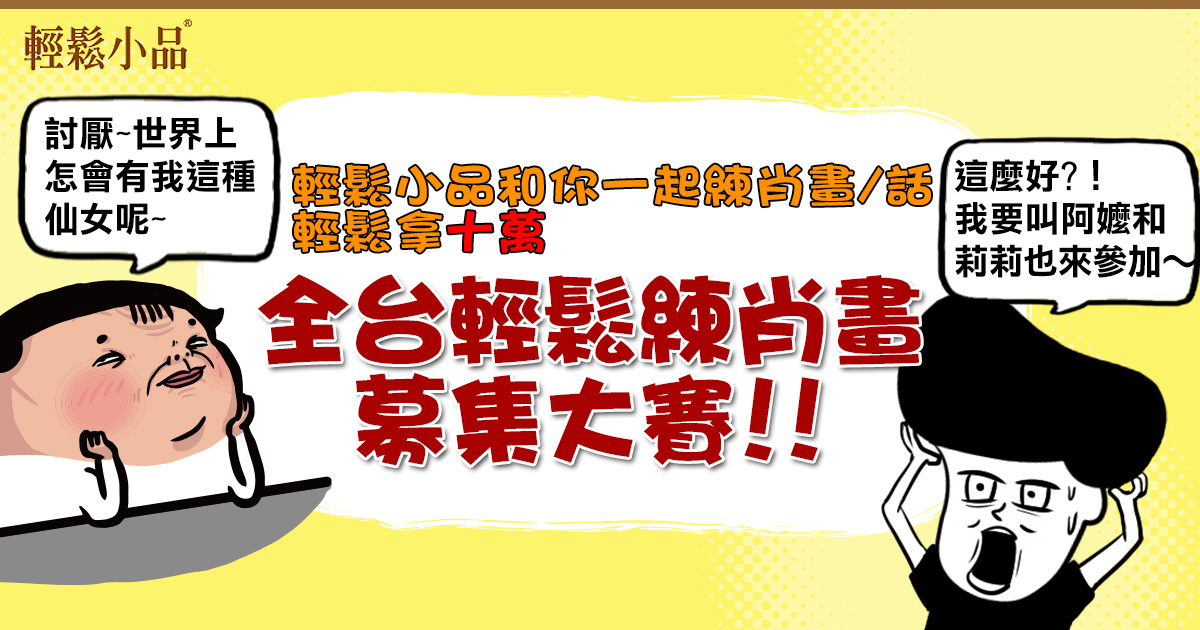 輕鬆小品®
討厭~世界上
怎會有我這種
仙女呢~
輕鬆小品和你一起練肖畫/話
輕鬆拿十萬
全台輕鬆練肖畫
募集大賽!!
這麼好?!
我要叫阿嬤和
莉莉也來參加~